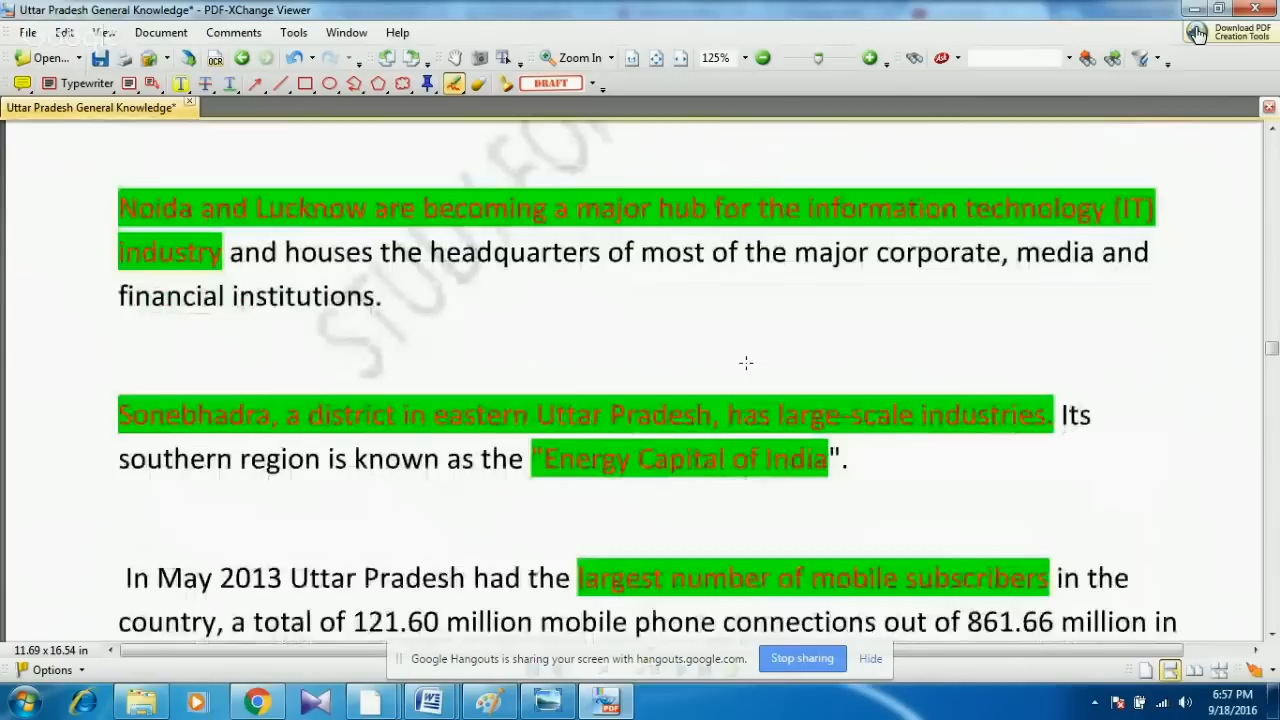 Uttar Pradesh General Knowledge* - PDF-XChange Viewer
File Edit View Document Comments Tools Window Help
Download PDF
Creation Tools
Open... OCR Zoom In 125%
Typewriter DRAFT
Uttar Pradesh General Knowledge*
Noida and Lucknow are becoming a major hub for the information technology (IT)
industry and houses the headquarters of most of the major corporate, media and
financial institutions.
Sonebhadra, a district in eastern Uttar Pradesh, has large-scale industries. Its
southern region is known as the "Energy Capital of India".
In May 2013 Uttar Pradesh had the largest number of mobile subscribers in the
country, a total of 121.60 million mobile phone connections out of 861.66 million in
11.69 x 16.54 in
Google Hangouts is sharing your screen with hangouts.google.com. Stop sharing Hide
Options
PDF
6:57 PM
9/18/2016